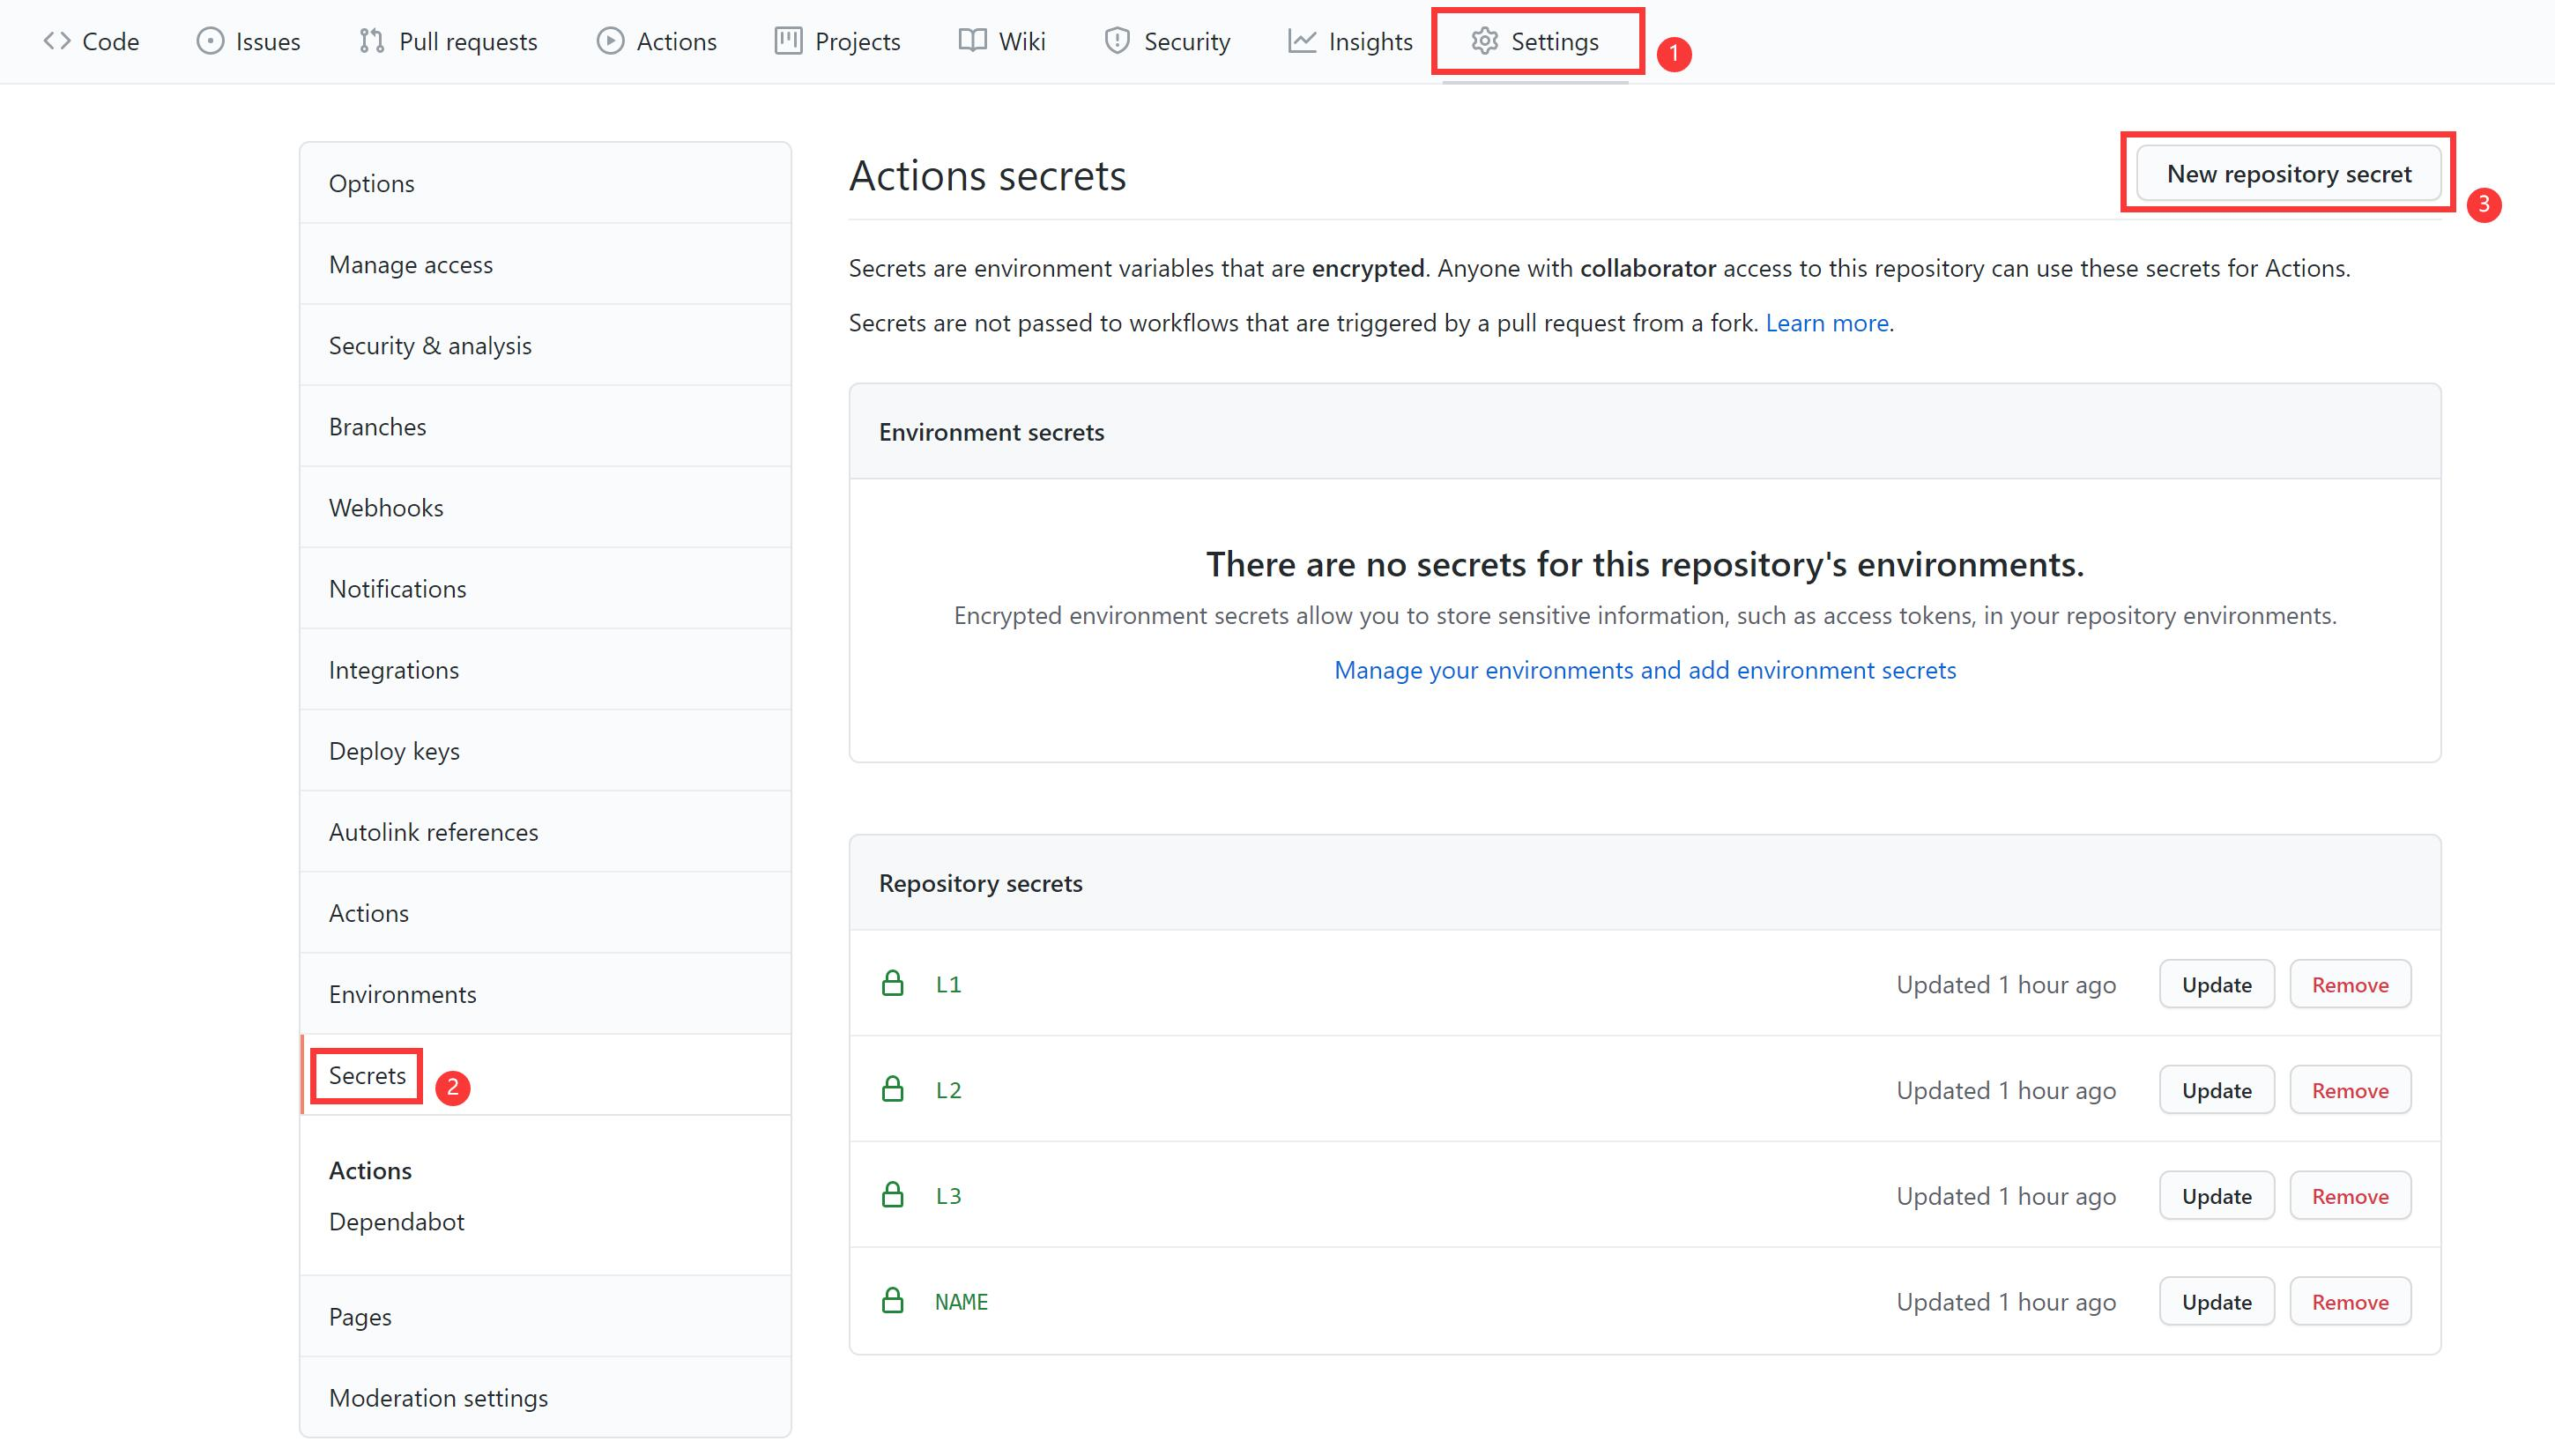 Code Issues Pull requests Actions Projects Wiki Security Insights Settings 1
Options
Manage access
Security & analysis
Branches
Webhooks
Notifications
Integrations
Deploy keys
Autolink references
Actions
Environments
Secrets 2
Actions
Dependabot
Pages
Moderation settings
Actions secrets
New repository secret 3
Secrets are environment variables that are encrypted. Anyone with collaborator access to this repository can use these secrets for Actions.
Secrets are not passed to workflows that are triggered by a pull request from a fork. Learn more.
Environment secrets
There are no secrets for this repository's environments.
Encrypted environment secrets allow you to store sensitive information, such as access tokens, in your repository environments.
Manage your environments and add environment secrets
Repository secrets
L1 Updated 1 hour ago Update Remove
L2 Updated 1 hour ago Update Remove
L3 Updated 1 hour ago Update Remove
NAME Updated 1 hour ago Update Remove